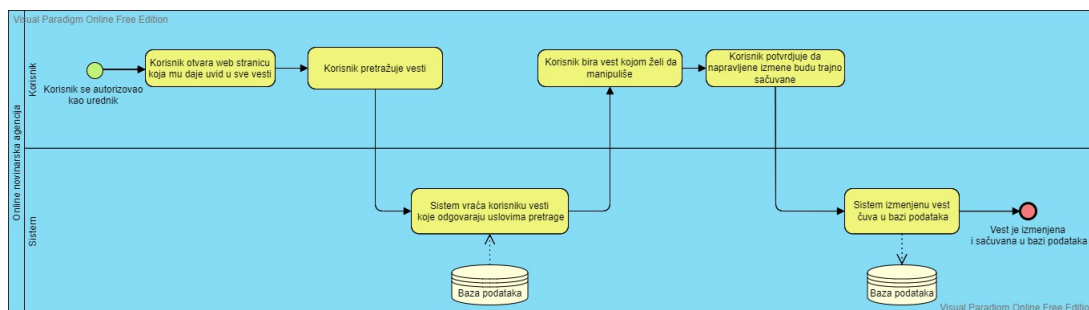 Visual Paradigm Online Free Edition
Online novinarska agencija
Korisnik
Korisnik se autorizovao
kao urednik
Korisnik otvara web stranicu
koja mu daje uvid u sve vesti
Korisnik pretražuje vesti
Korisnik bira vest kojom želi da
manipuliše
Korisnik potvrdjuje da
napravljene izmene budu trajno
sačuvane
Sistem
Sistem vraća korisniku vesti
koje odgovaraju uslovima pretrage
Baza podataka
Sistem izmenjenu vest
čuva u bazi podataka
Baza podataka
Vest je izmenjena
i sačuvana u bazi podataka
Visual Paradigm Online Free Edition